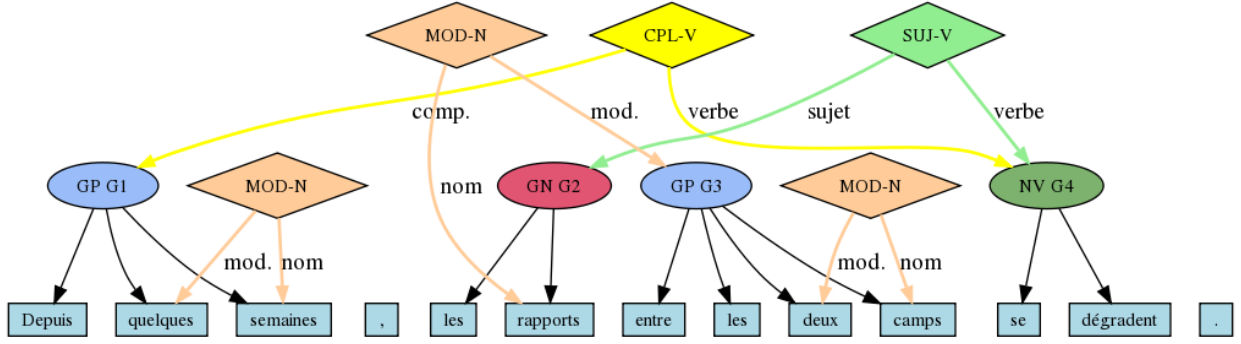 MOD-N CPL-V SUJ-V
comp. mod. verbe sujet verbe
GP G1 MOD-N nom GN G2 GP G3 MOD-N NV G4
mod. nom mod. nom
Depuis quelques semaines , les rapports entre les deux camps se dégradent .